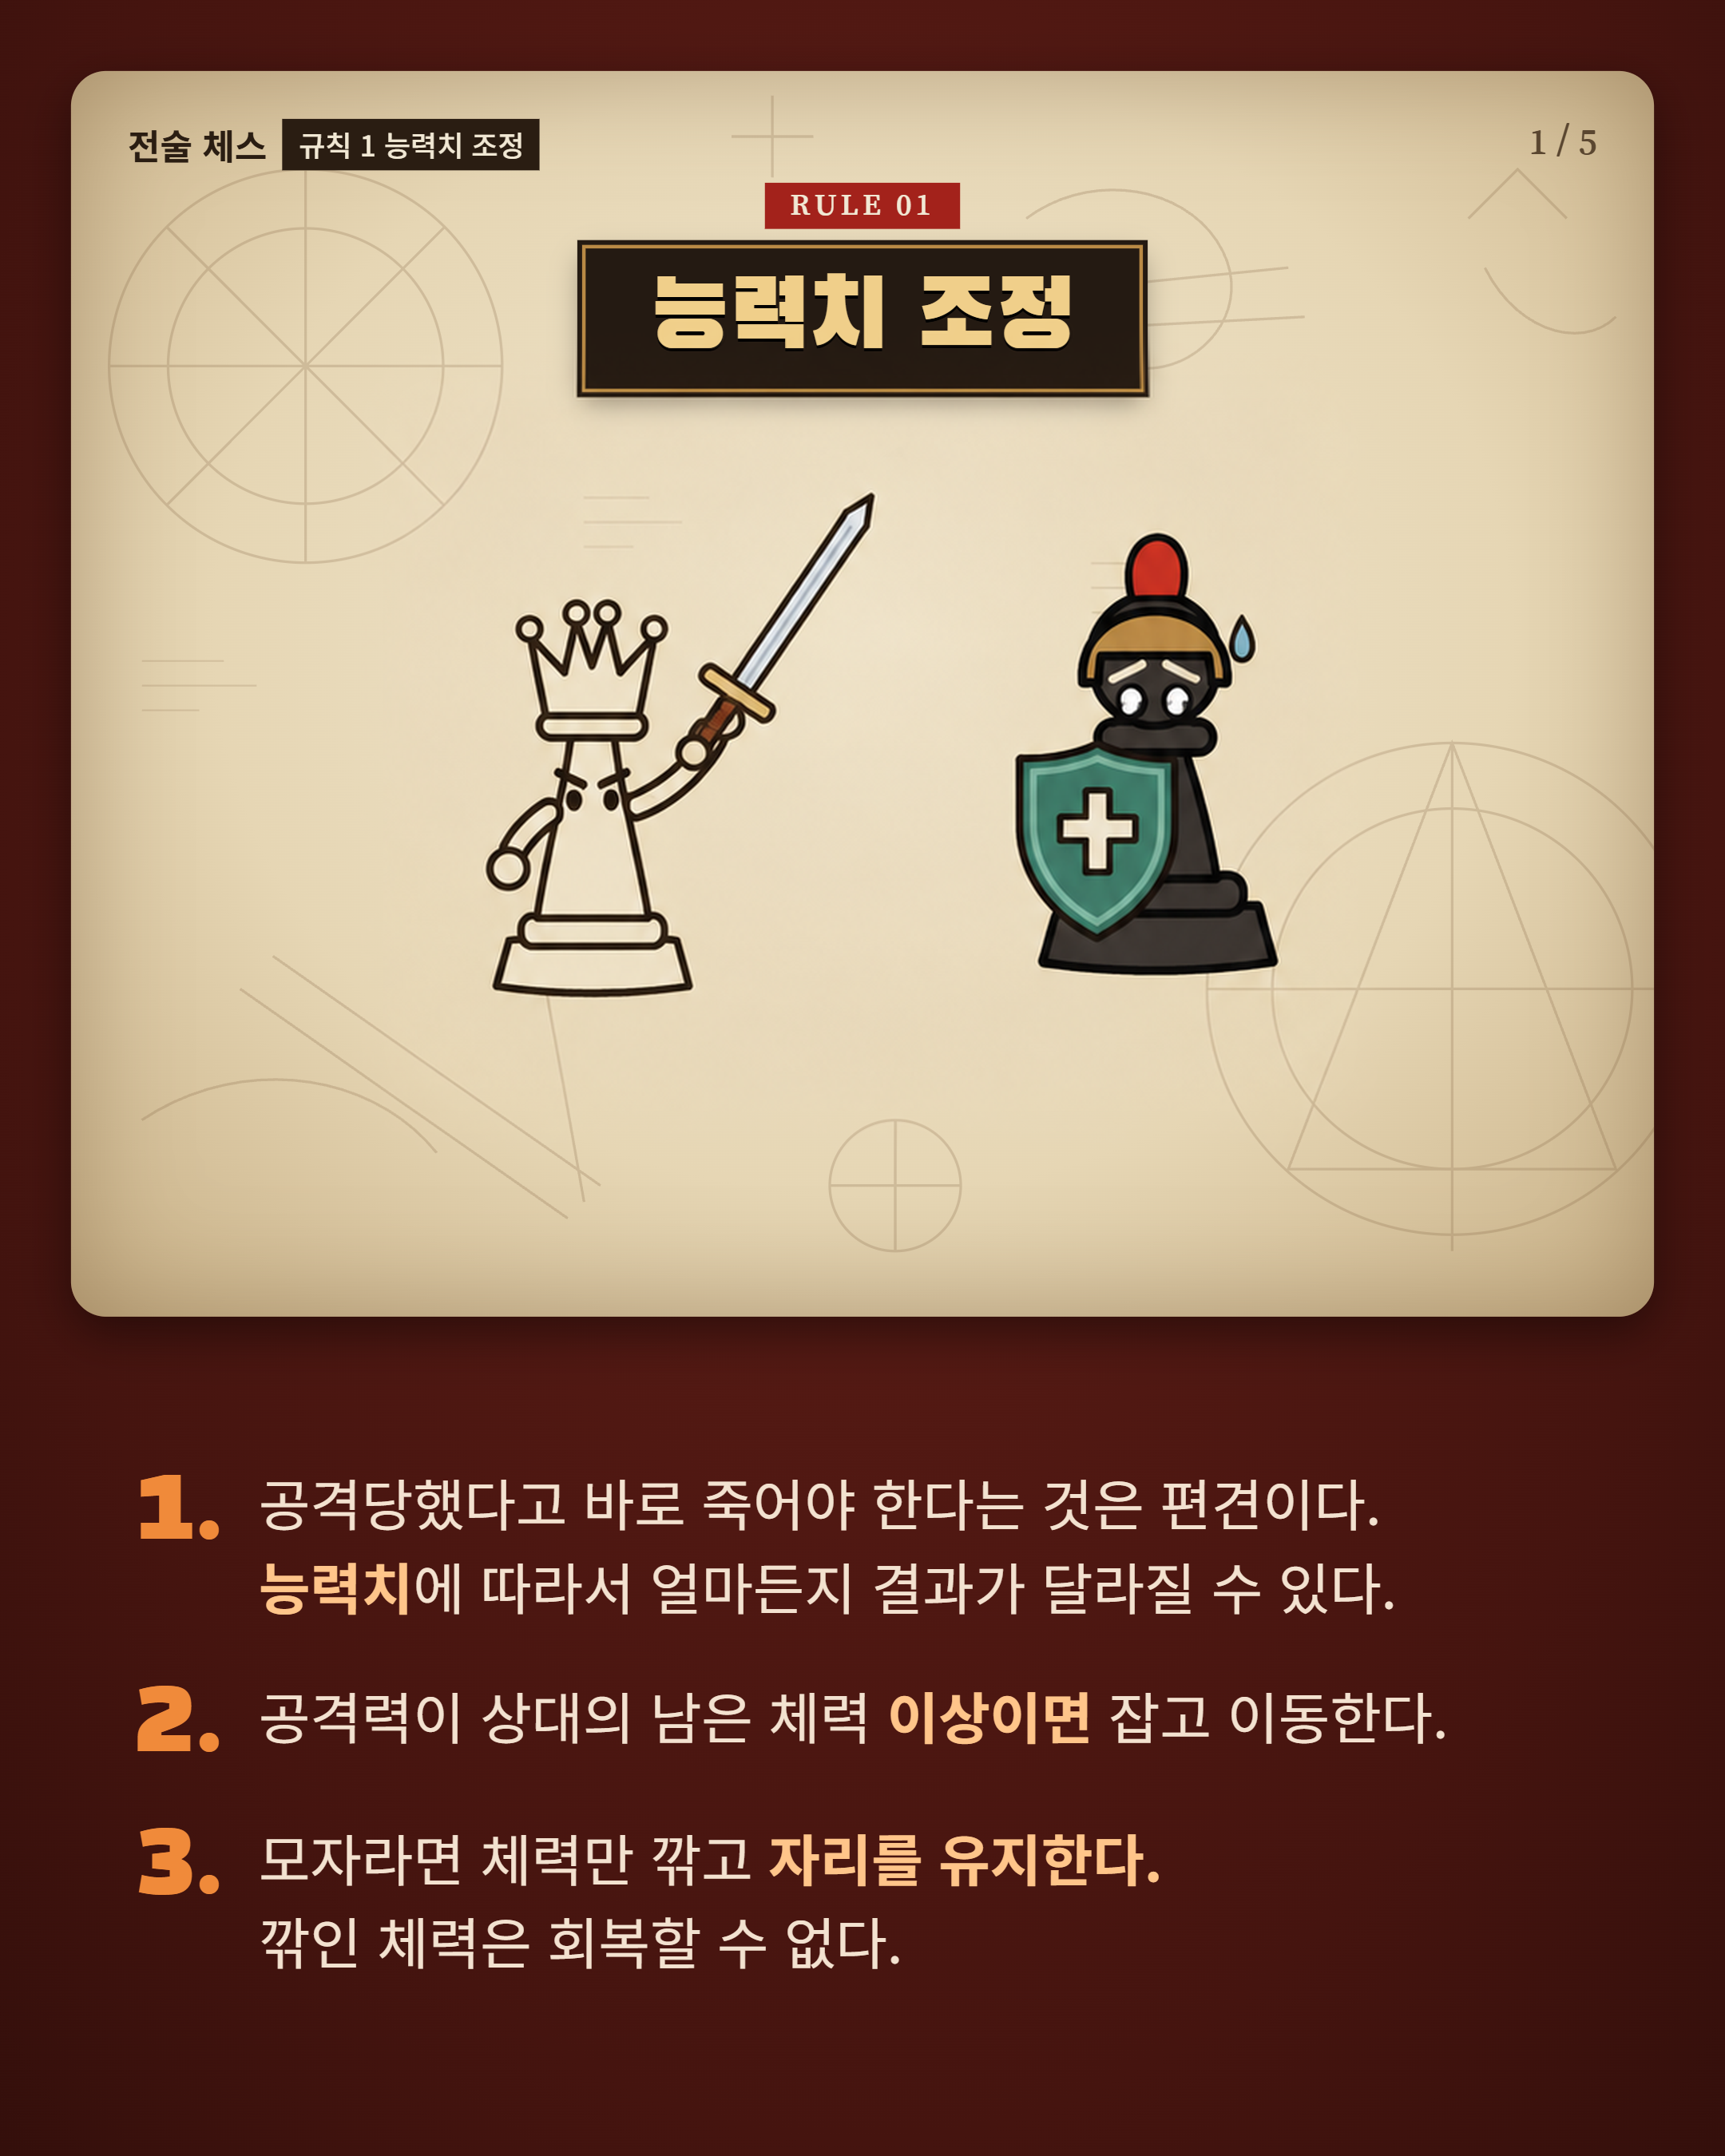 전술 체스 규칙 1 능력치 조정
1 / 5
RULE 01
능력치 조정
1. 공격당했다고 바로 죽어야 한다는 것은 편견이다.
능력치에 따라서 얼마든지 결과가 달라질 수 있다.
2. 공격력이 상대의 남은 체력 이상이면 잡고 이동한다.
3. 모자라면 체력만 깎고 자리를 유지한다.
깎인 체력은 회복할 수 없다.